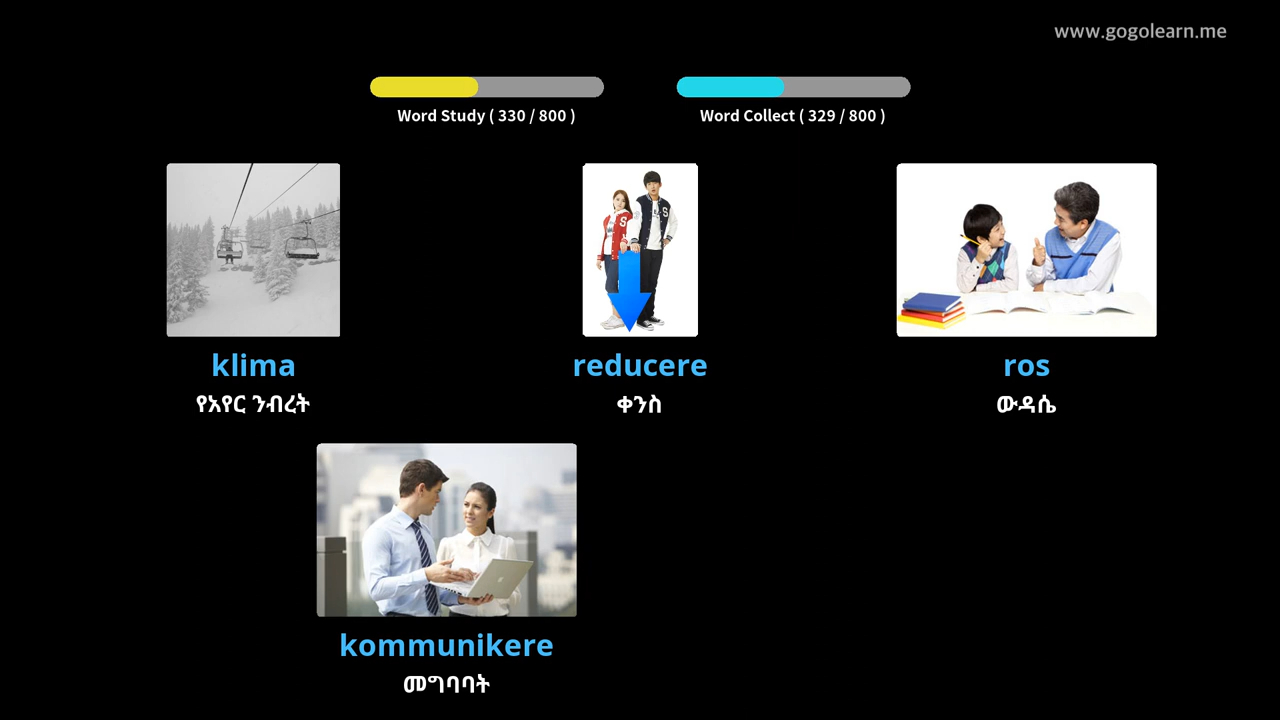 www.gogolearn.me
Word Study ( 330 / 800 )
Word Collect ( 329 / 800 )
klima
reducere
ros
የአየር ንብረት
ቀንስ
ውዳሴ
kommunikere
መግባባት